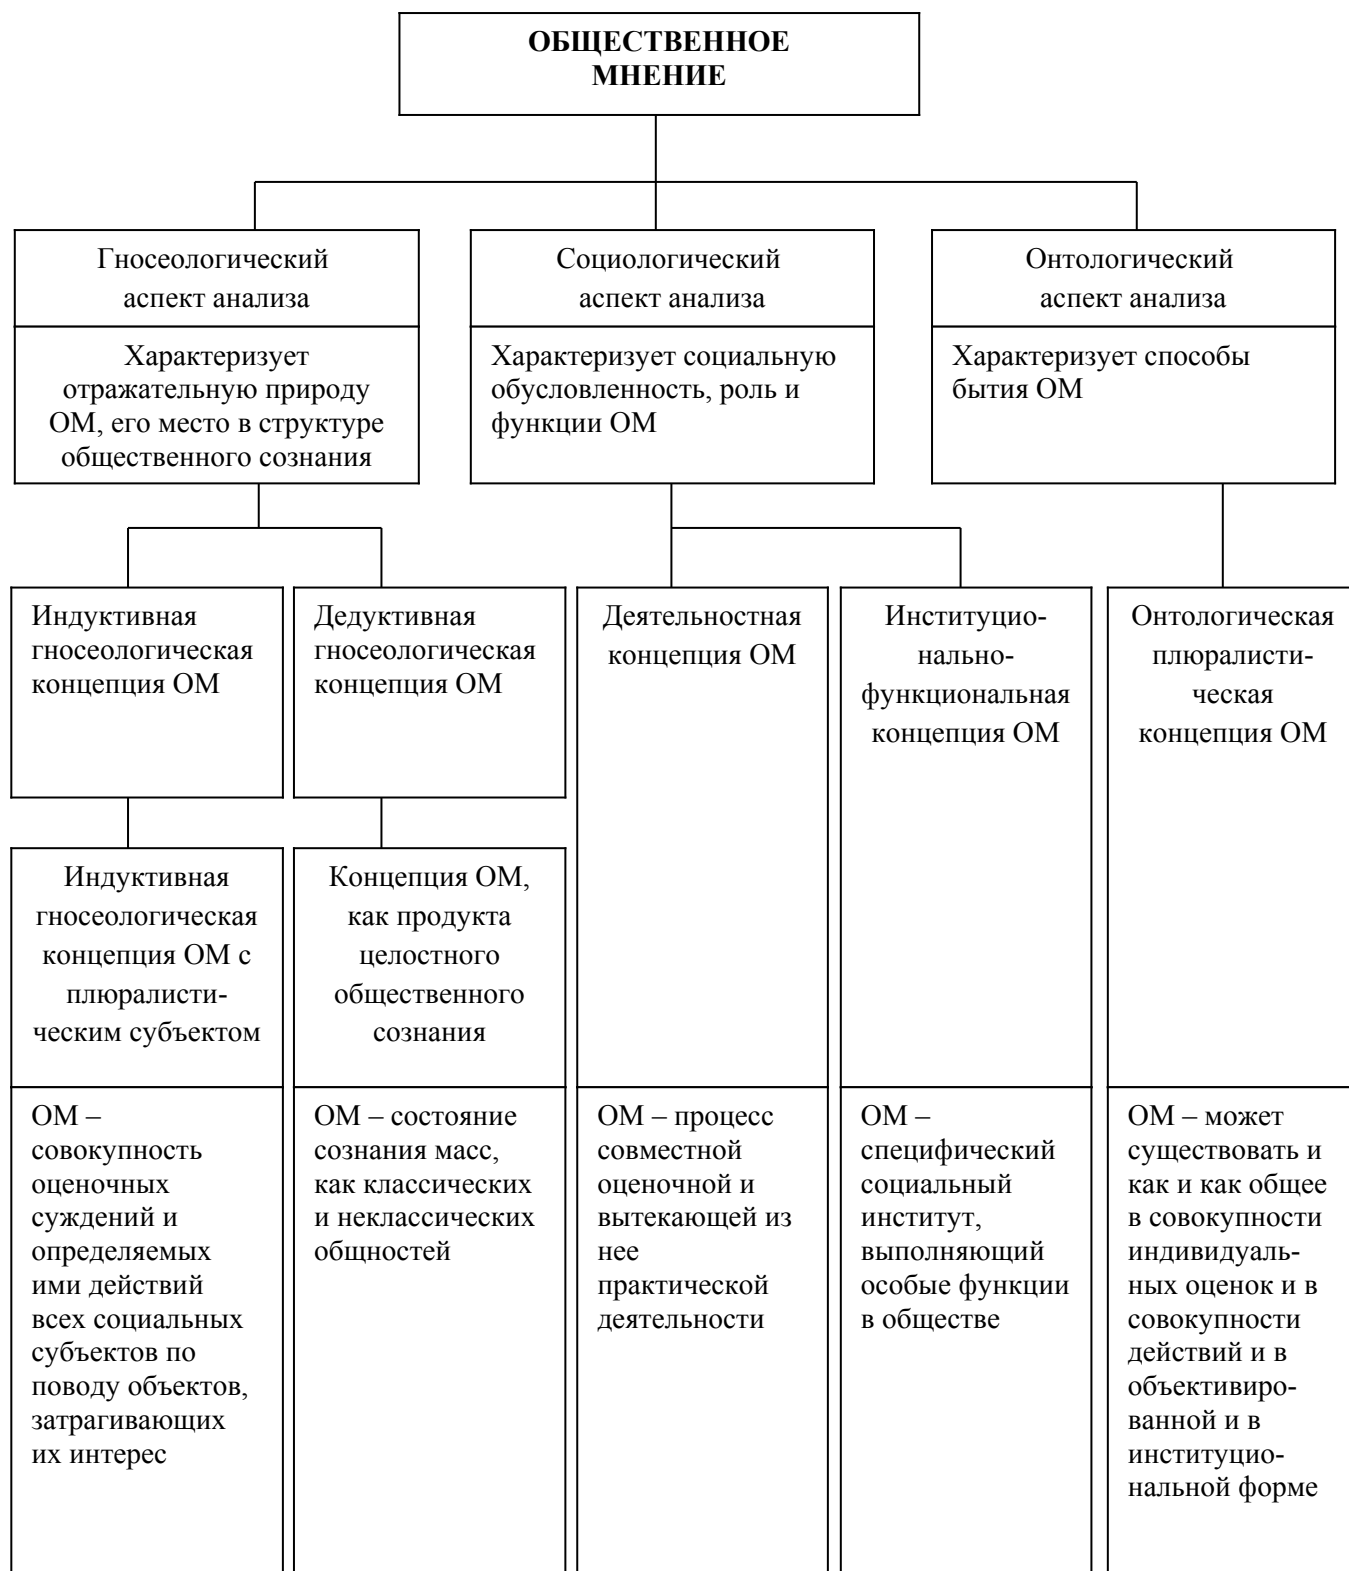 ОБЩЕСТВЕННОЕ
МНЕНИЕ
Гносеологический
аспект анализа
Характеризует
отражательную природу
ОМ, его место в структуре
общественного сознания
Социологический
аспект анализа
Характеризует социальную
обусловленность, роль и
функции ОМ
Онтологический
аспект анализа
Характеризует способы
бытия ОМ
Индуктивная
гносеологическая
концепция ОМ
Дедуктивная
гносеологическая
концепция ОМ
Деятельностная
концепция ОМ
Институцио-
нально-
функциональная
концепция ОМ
Онтологическая
плюралисти-
ческая
концепция ОМ
Индуктивная
гносеологическая
концепция ОМ с
плюралисти-
ческим субъектом
Концепция ОМ,
как продукта
целостного
общественного
сознания
ОМ –
совокупность
оценочных
суждений и
определяемых
ими действий
всех социальных
субъектов по
поводу объектов,
затрагивающих
их интерес
ОМ – состояние
сознания масс,
как классических
и неклассических
общностей
ОМ – процесс
совместной
оценочной и
вытекающей из
нее
практической
деятельности
ОМ –
специфический
социальный
институт,
выполняющий
особые функции
в обществе
ОМ – может
существовать и
как и как общее
в совокупности
индивидуаль-
ных оценок и в
совокупности
действий и в
объективиро-
ванной и в
институцио-
нальной форме